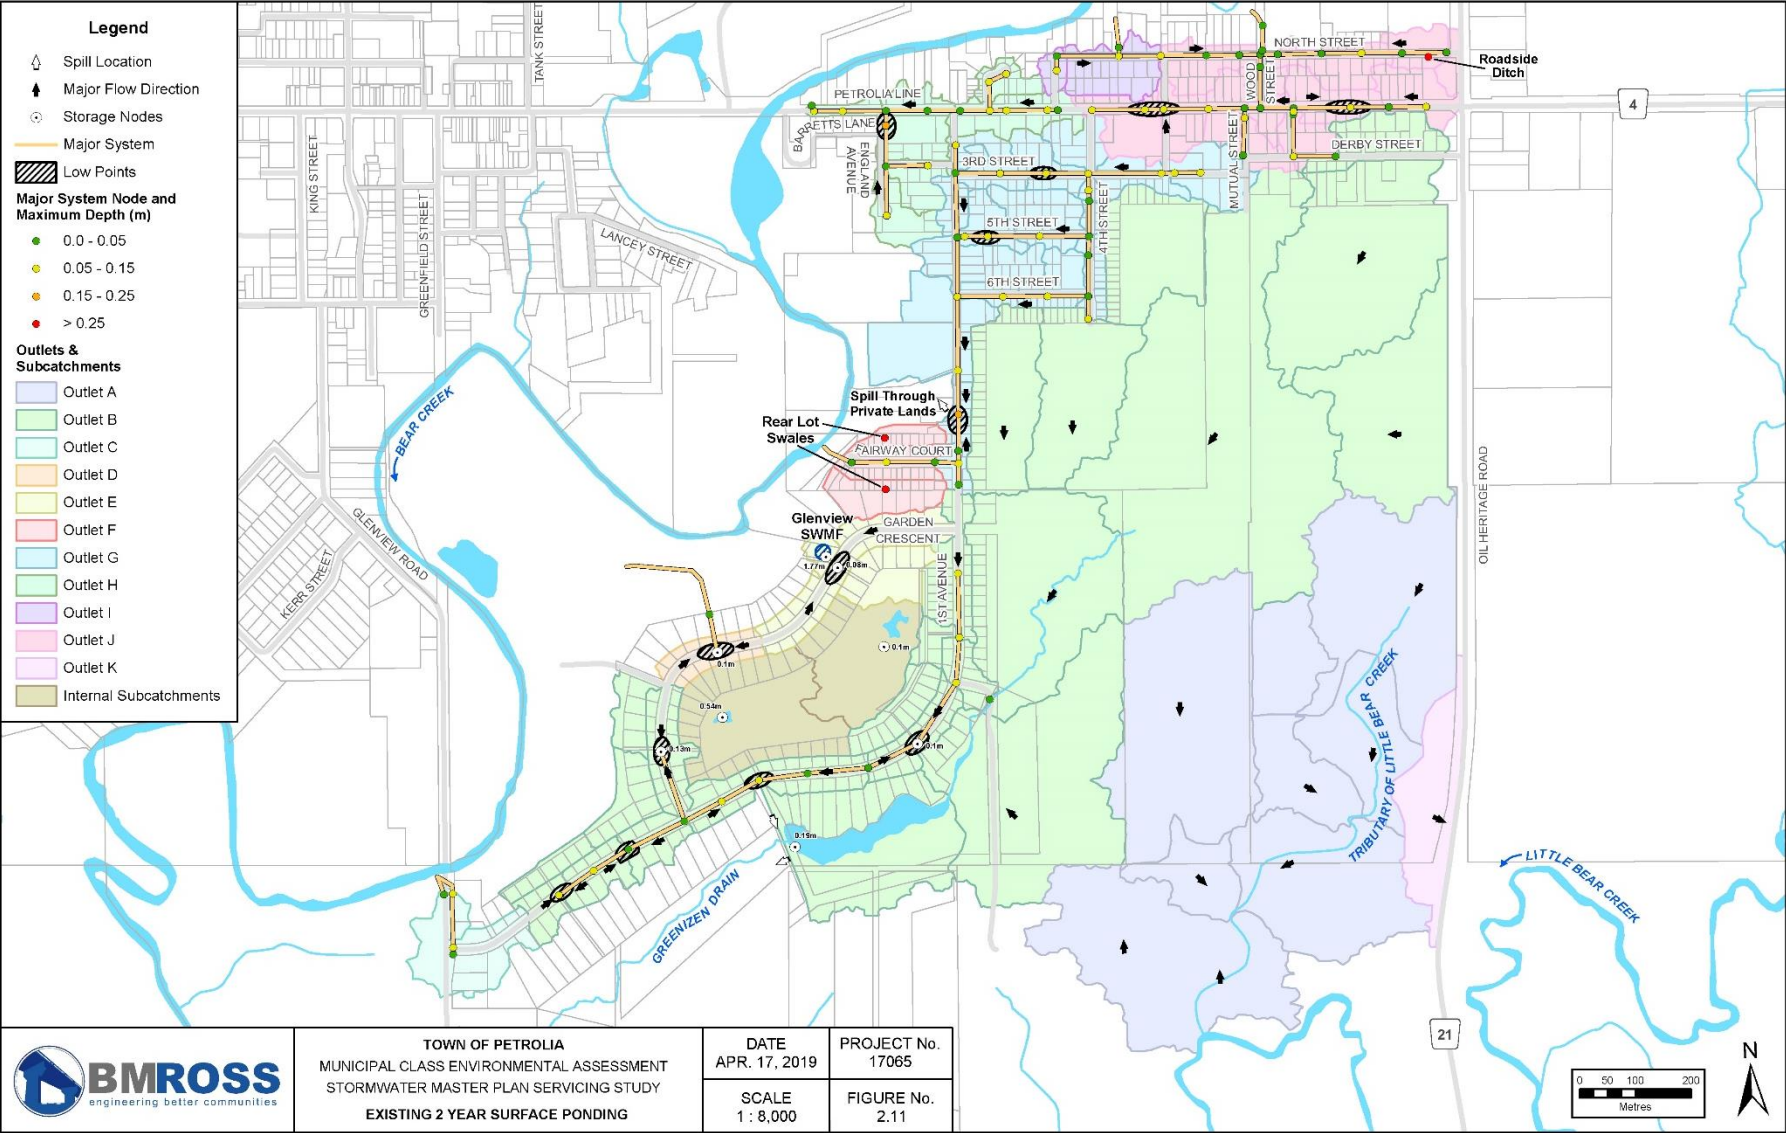 Legend
Spill Location
Major Flow Direction
Storage Nodes
Major System
Low Points
Major System Node and
Maximum Depth (m)
0.0 - 0.05
0.05 - 0.15
0.15 - 0.25
> 0.25
Outlets &
Subcatchments
Outlet A
Outlet B
Outlet C
Outlet D
Outlet E
Outlet F
Outlet G
Outlet H
Outlet I
Outlet J
Outlet K
Internal Subcatchments
TANK STREET
KING STREET
GREENFIELD STREET
LANCEY STREET
BEAR CREEK
GLENVIEW ROAD
KERR STREET
PETROLIA LINE
BARRETTS LANE
ENGLAND
AVENUE
3RD STREET
5TH STREET
6TH STREET
4TH STREET
MUTUAL STREET
WOOD
STREET
NORTH STREET
DERBY STREET
Roadside
Ditch
4
Spill Through
Private Lands
Rear Lot
Swales
FAIRWAY COURT
Glenview
SWMF
GARDEN
CRESCENT
1ST AVENUE
1.77m
0.08m
0.1m
0.1m
0.54m
0.13m
0.1m
0.19m
GREENIZEN DRAIN
OIL HERITAGE ROAD
TRIBUTARY OF LITTLE BEAR CREEK
LITTLE BEAR CREEK
21
N
0 50 100 200
Metres
BMROSS
engineering better communities
TOWN OF PETROLIA
MUNICIPAL CLASS ENVIRONMENTAL ASSESSMENT
STORMWATER MASTER PLAN SERVICING STUDY
EXISTING 2 YEAR SURFACE PONDING
DATE
APR. 17, 2019
PROJECT No.
17065
SCALE
1 : 8,000
FIGURE No.
2.11